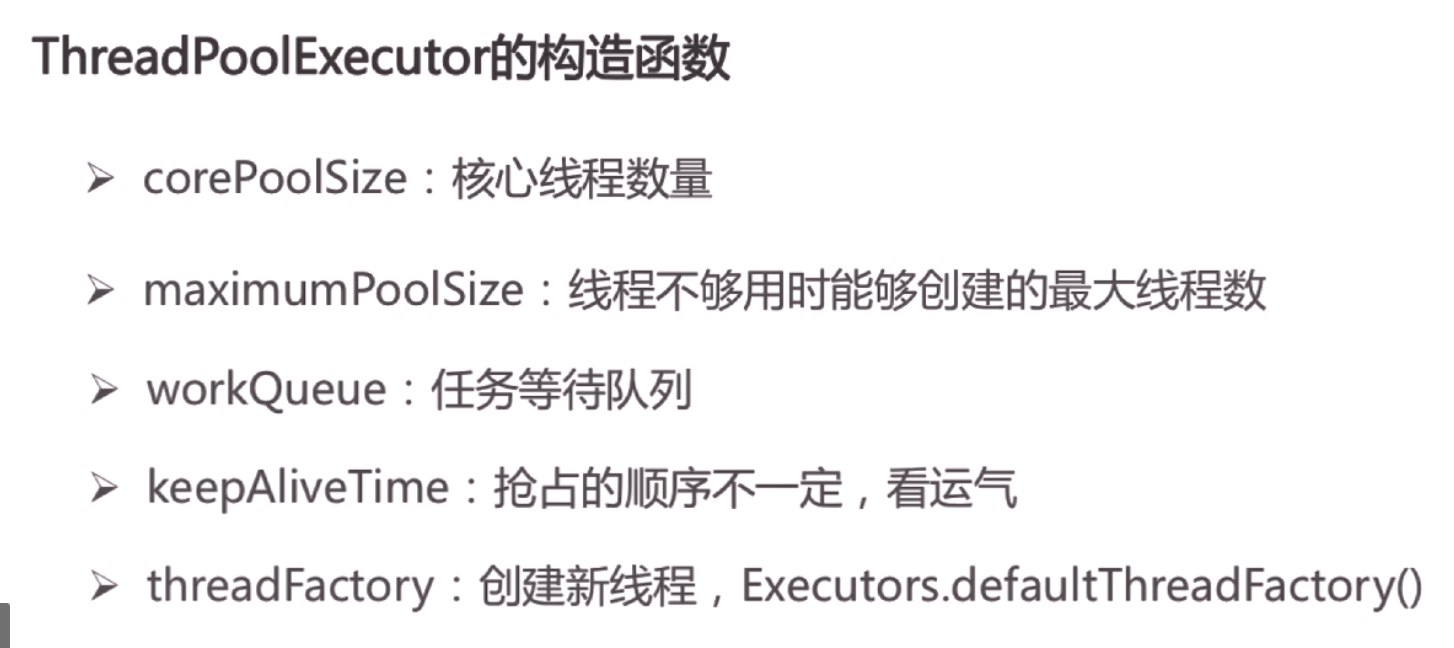 ThreadPoolExecutor的构造函数
➢ corePoolSize：核心线程数量
➢ maximumPoolSize：线程不够用时能够创建的最大线程数
➢ workQueue：任务等待队列
➢ keepAliveTime：抢占的顺序不一定，看运气
➢ threadFactory：创建新线程，Executors.defaultThreadFactory()